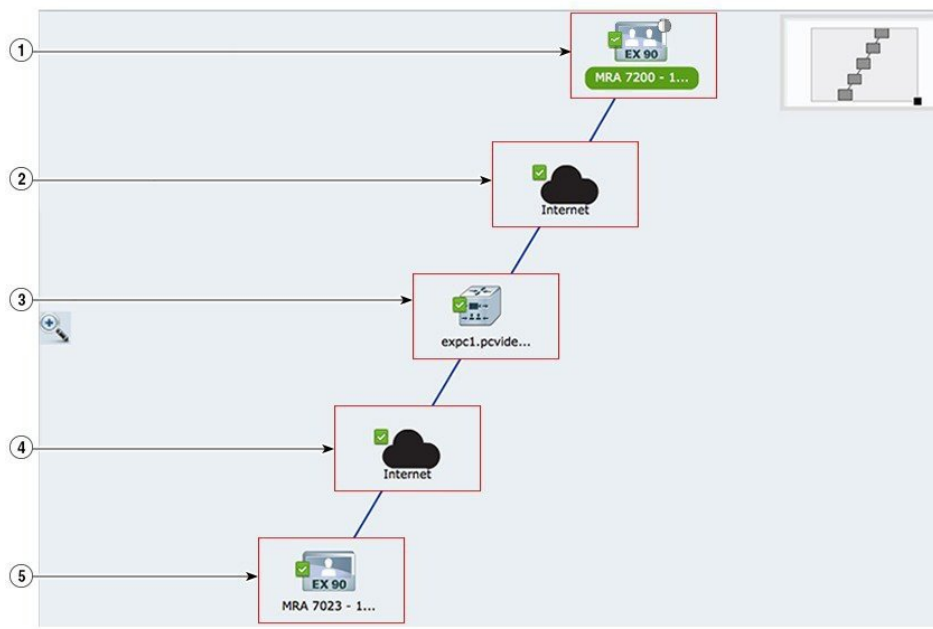 1
EX 90
MRA 7200 - 1...
2
Internet
3
expc1.pcvide...
4
Internet
5
EX 90
MRA 7023 - 1...